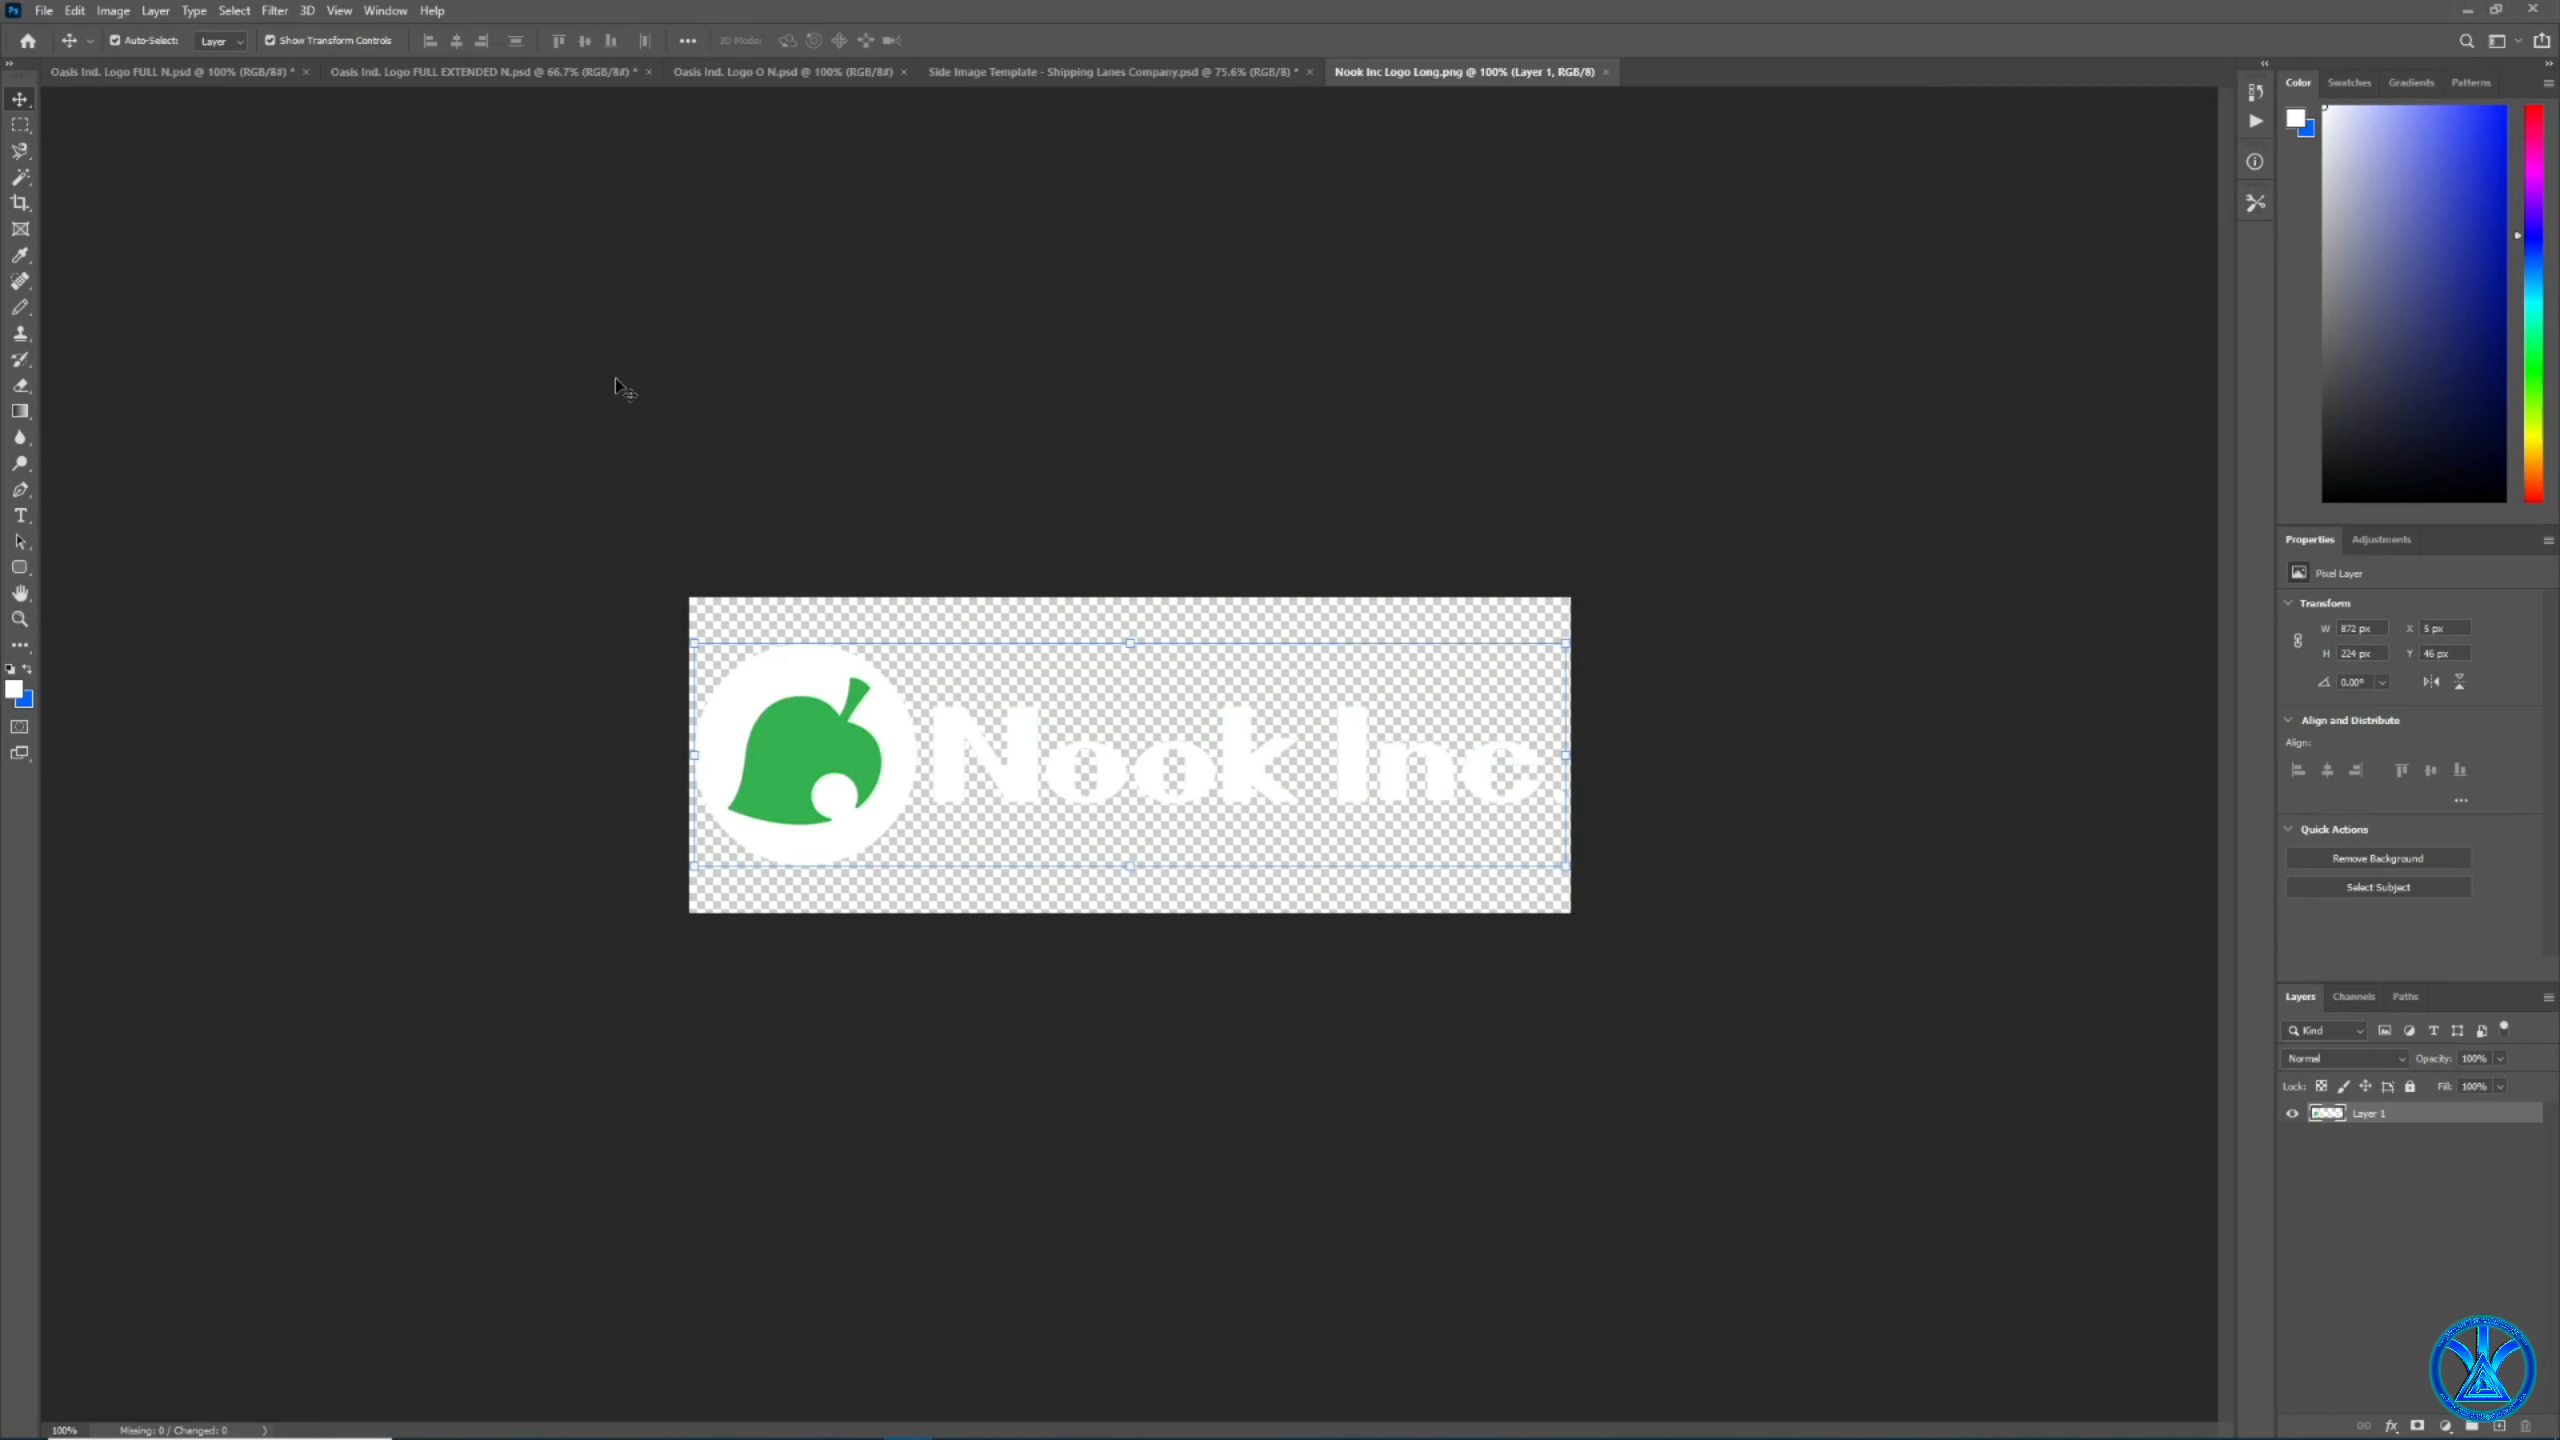 Ps File Edit Image Layer Type Select Filter 3D View Window Help
Auto-Select: Layer Show Transform Controls 3D Mode:
Oasis Ind. Logo FULL N.psd @ 100% (RGB/8#) * × Oasis Ind. Logo FULL EXTENDED N.psd @ 66.7% (RGB/8#) * × Oasis Ind. Logo O N.psd @ 100% (RGB/8#) × Side Image Template - Shipping Lanes Company.psd @ 75.6% (RGB/8) * × Nook Inc Logo Long.png @ 100% (Layer 1, RGB/8) ×
Color Swatches Gradients Patterns
Properties Adjustments
Pixel Layer
Transform
W 872 px X 5 px
H 224 px Y 46 px
0.00°
Align and Distribute
Align:
Quick Actions
Remove Background
Select Subject
Nook Inc.
Layers Channels Paths
Kind
Normal Opacity: 100%
Lock: Fill: 100%
Layer 1
fx
100% Missing: 0 / Changed: 0